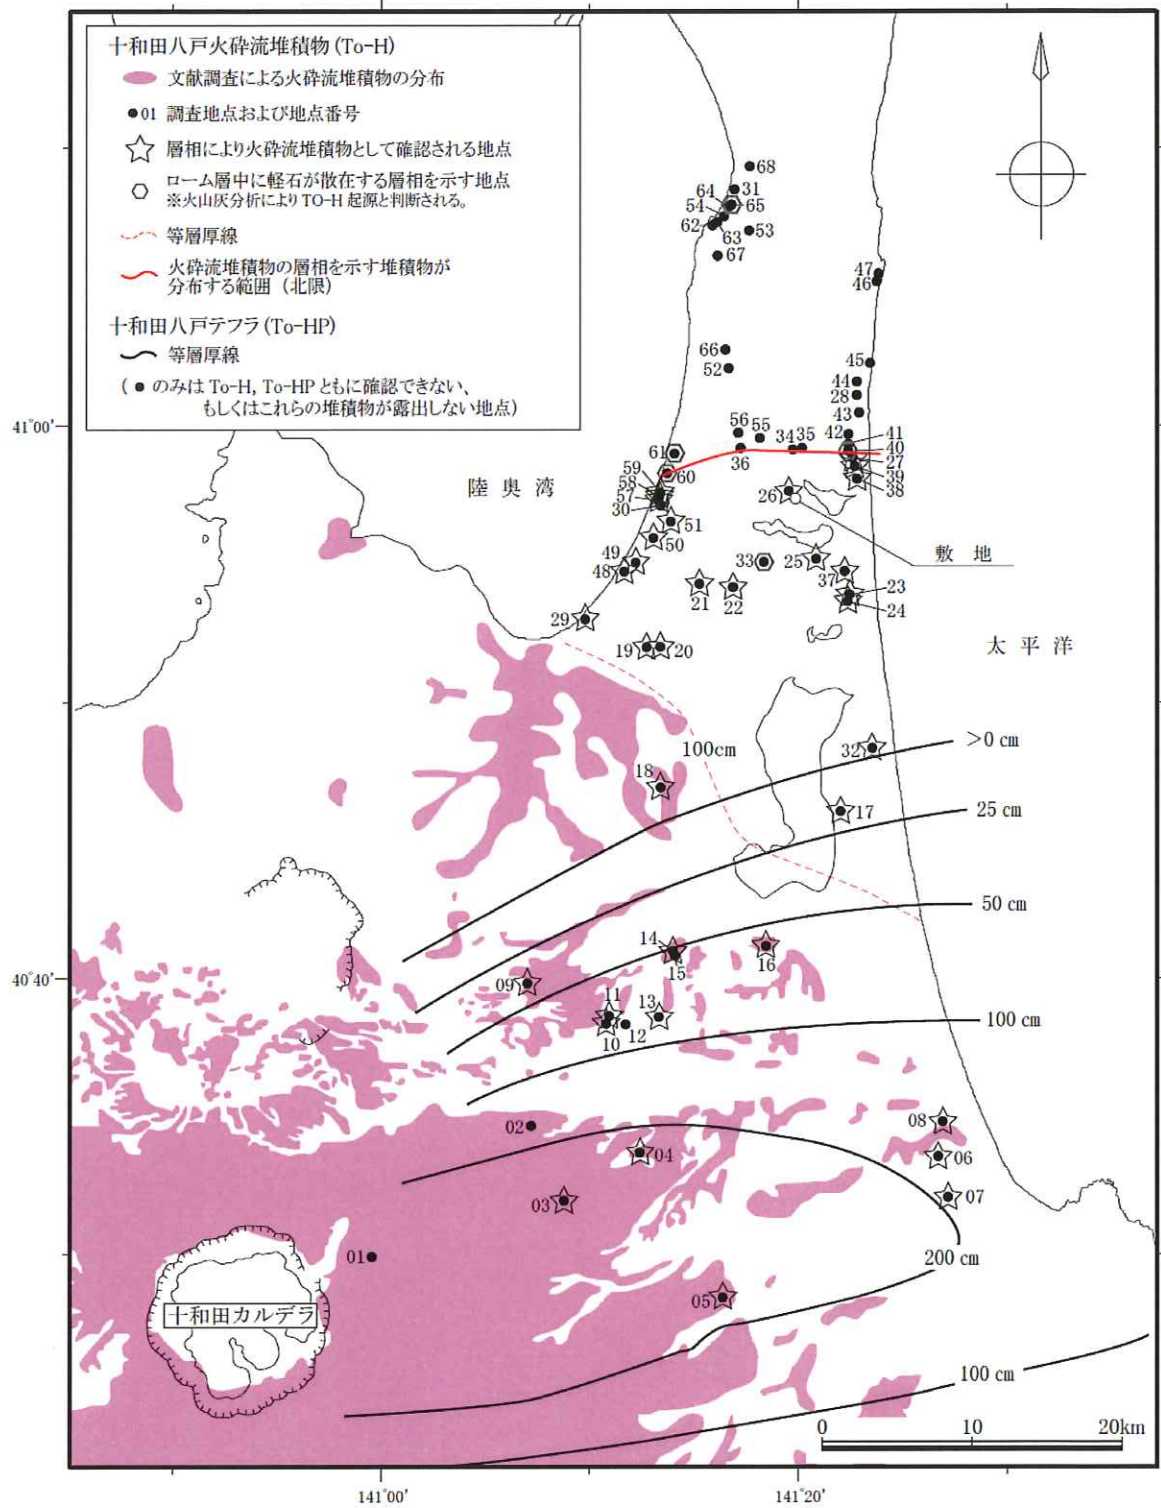 十和田八戸火砕流堆積物 (To-H)
文献調査による火砕流堆積物の分布
01 調査地点および地点番号
層相により火砕流堆積物として確認される地点
ローム層中に軽石が散在する層相を示す地点
※火山灰分析により TO-H 起源と判断される。
等層厚線
火砕流堆積物の層相を示す堆積物が
分布する範囲（北限）
十和田八戸テフラ (To-HP)
等層厚線
( ● のみは To-H, To-HP ともに確認できない、
もしくはこれらの堆積物が露出しない地点)
68
31
64
65
54
62
63
53
67
47
46
66
52
45
44
28
43
42
41
40
27
39
38
41°00′
56
55
34
35
36
61
60
59
58
57
30
陸奥湾
26
51
50
敷地
49
48
33
25
37
23
24
21
22
29
19
20
太平洋
100cm
32
>0 cm
18
17
25 cm
50 cm
14
15
16
40°40′
09
11
13
10
12
100 cm
02
08
04
06
03
07
01
200 cm
05
十和田カルデラ
100 cm
0
10
20km
141°00′
141°20′